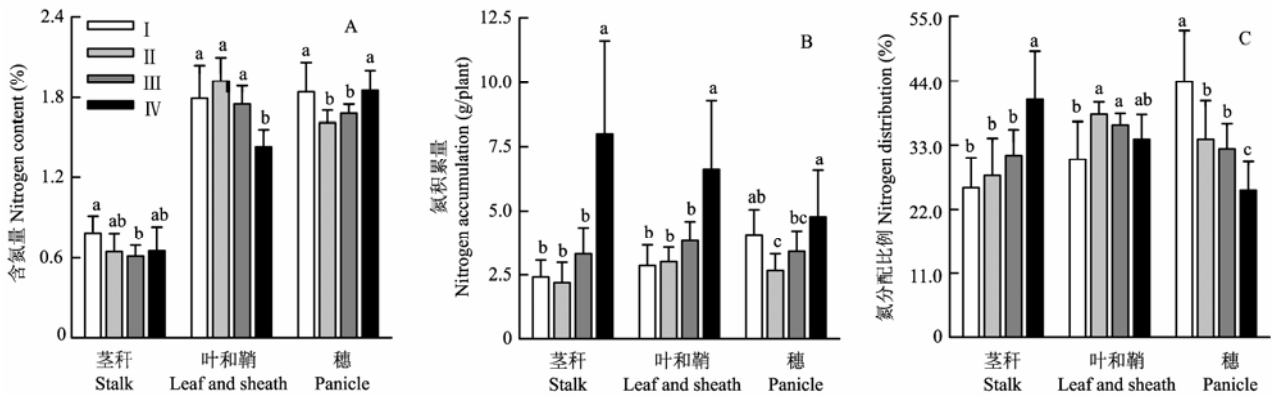 含氮量 Nitrogen content (%)
2.4
1.8
1.2
0.6
0
I
II
III
IV
A
a
ab
b
ab
a
a
a
b
a
b
b
a
茎秆
Stalk
叶和鞘
Leaf and sheath
穗
Panicle
氮积累量
Nitrogen accumulation (g/plant)
12.5
10.0
7.5
5.0
2.5
0
B
b
b
b
a
b
b
b
a
ab
c
bc
a
茎秆
Stalk
叶和鞘
Leaf and sheath
穗
Panicle
氮分配比例 Nitrogen distribution (%)
55.0
44.0
33.0
22.0
11.0
0
C
b
b
b
a
b
a
a
ab
a
b
b
c
茎秆
Stalk
叶和鞘
Leaf and sheath
穗
Panicle